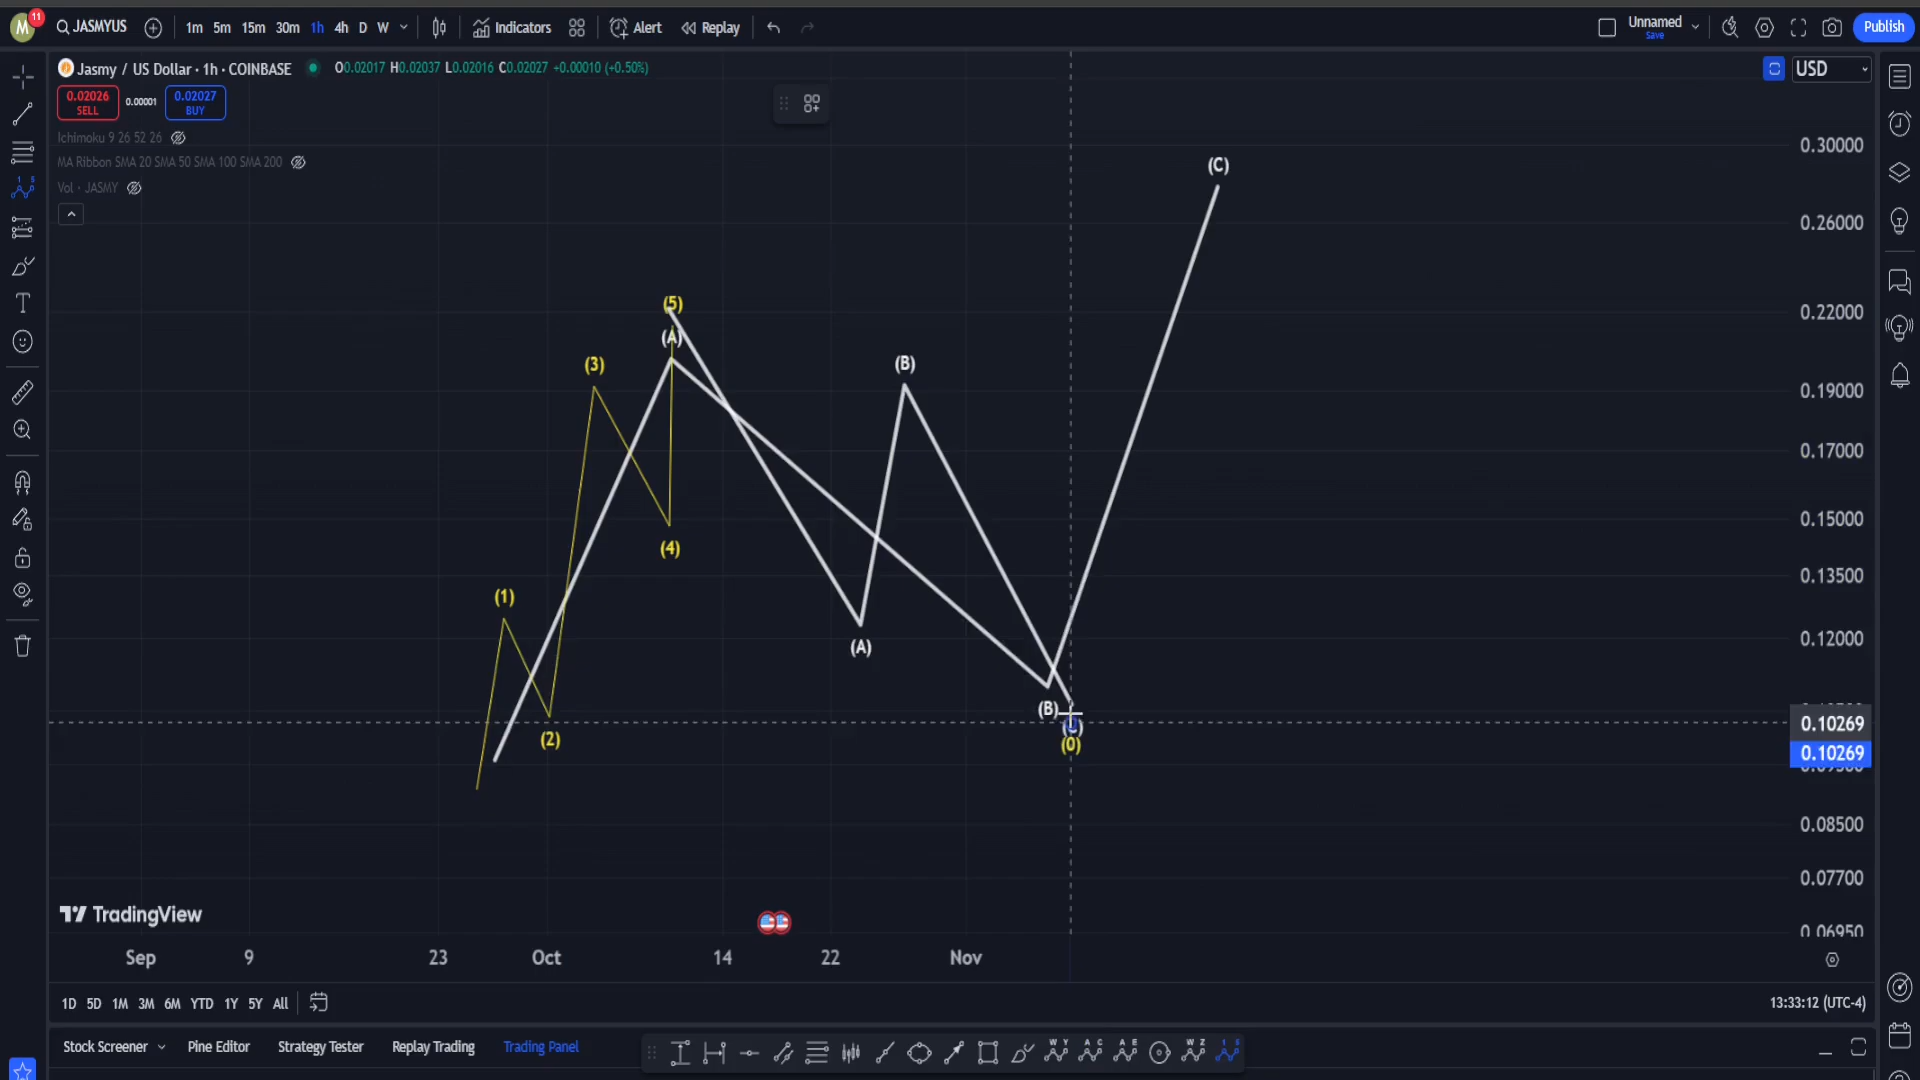 M 11 JASMYUS 1m 5m 15m 30m 1h 4h D W Indicators Alert Replay Unnamed Save Publish
Jasmy / US Dollar · 1h · COINBASE O0.02017 H0.02037 L0.02016 C0.02027 +0.00010 (+0.50%) USD
0.02026 SELL 0.00001 0.02027 BUY
Ichimoku 9 26 52 26
MA Ribbon SMA 20 SMA 50 SMA 100 SMA 200
Vol · JASMY
0.30000
(C)
0.26000
(5)
0.22000
(A)
(3) (B)
0.19000
0.17000
0.15000
(4)
0.13500
(1)
0.12000
(A)
(B)
0.10269
(2) (0)
0.10269
0.08500
0.07700
TradingView
0.06950
Sep 9 23 Oct 14 22 Nov
1D 5D 1M 3M 6M YTD 1Y 5Y All 13:33:12 (UTC-4)
Stock Screener Pine Editor Strategy Tester Replay Trading Trading Panel